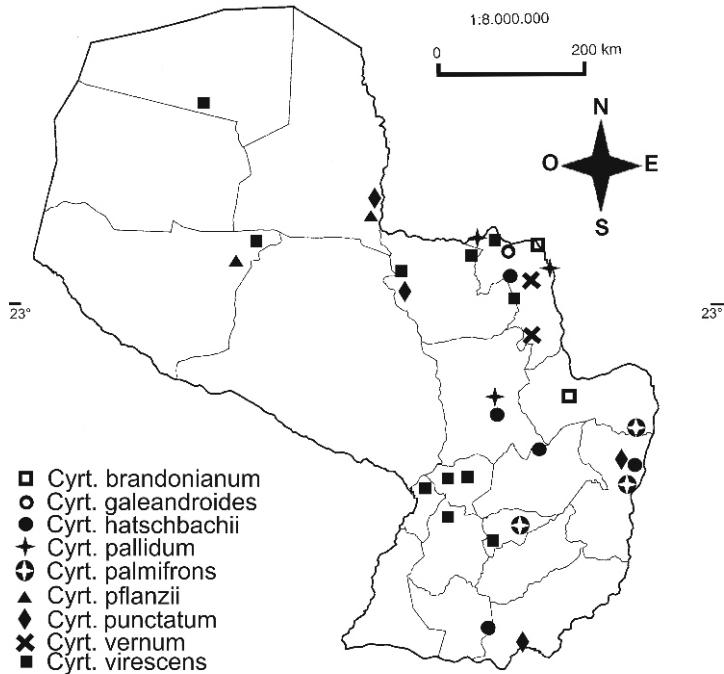 1:8.000.000
0 200 km
N
O E
S
23° 23°
Cyrt. brandonianum
Cyrt. galeandroides
Cyrt. hatschbachii
Cyrt. pallidum
Cyrt. palmifrons
Cyrt. pflanzii
Cyrt. punctatum
Cyrt. vernum
Cyrt. virescens